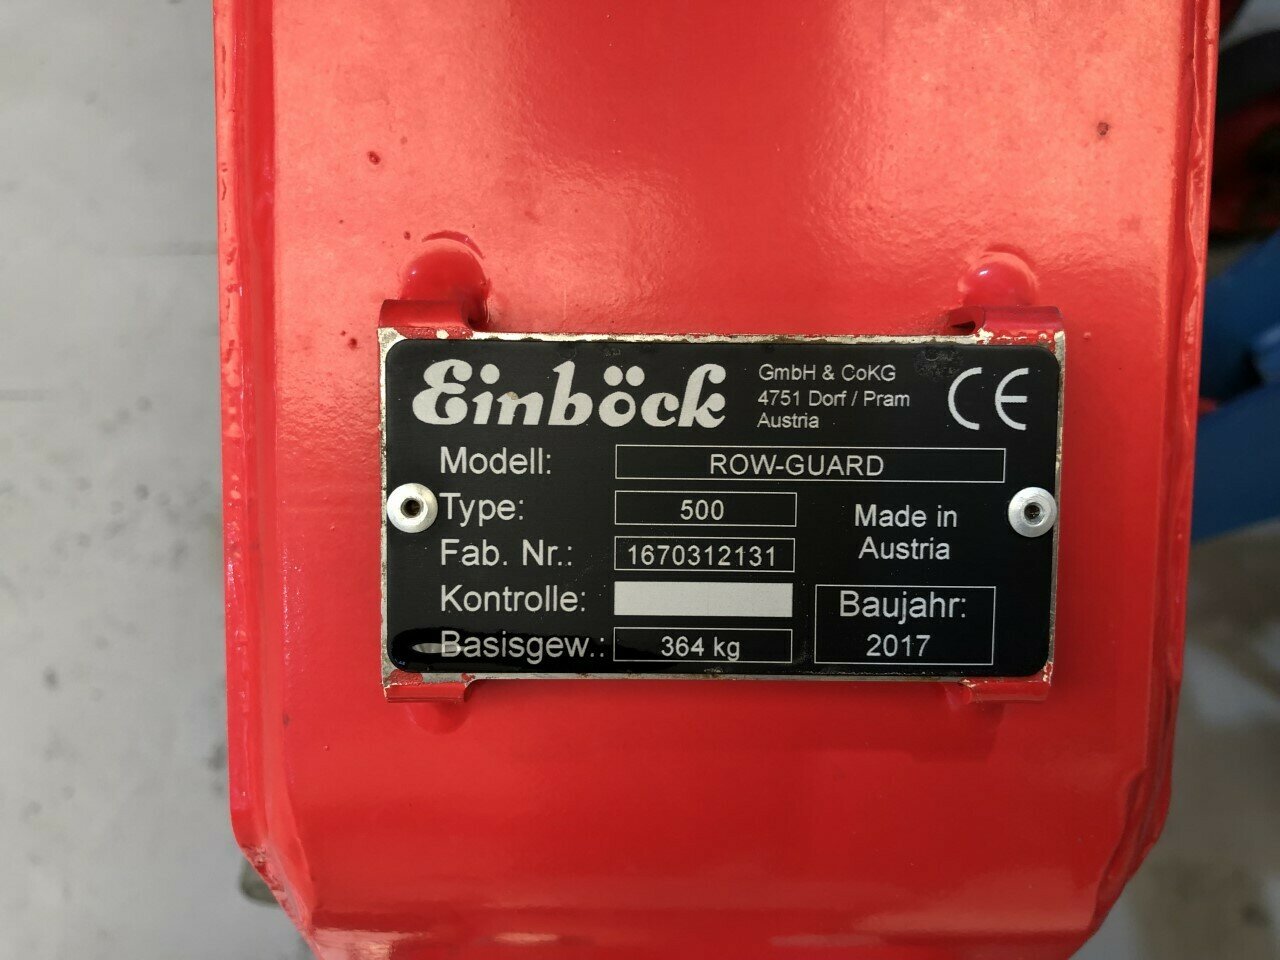 Einböck
GmbH & CoKG
4751 Dorf / Pram
Austria
CE
Modell: ROW-GUARD
Type: 500
Fab. Nr.: 1670312131
Made in
Austria
Kontrolle:
Basisgew.: 364 kg
Baujahr:
2017